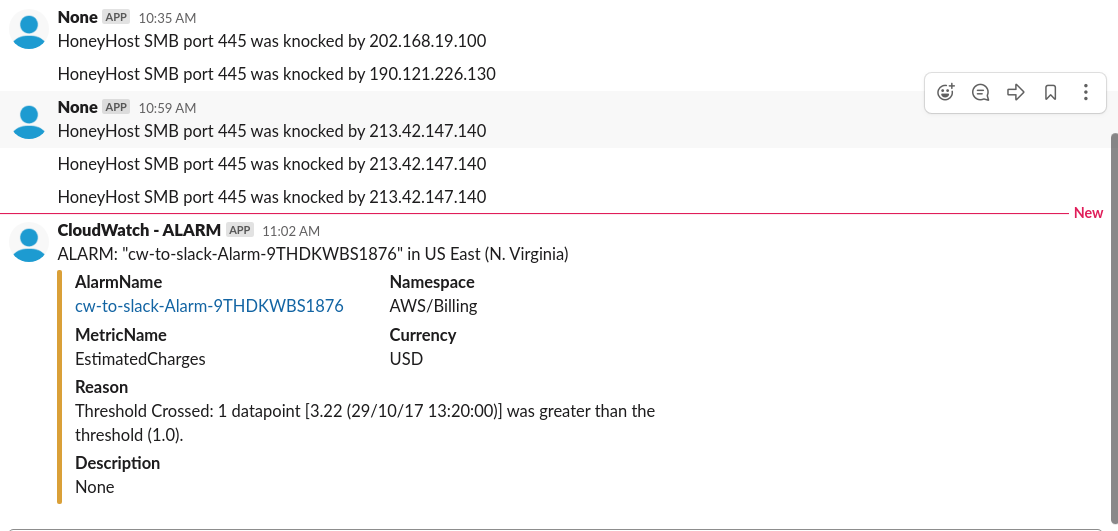 None APP 10:35 AM
HoneyHost SMB port 445 was knocked by 202.168.19.100
HoneyHost SMB port 445 was knocked by 190.121.226.130
None APP 10:59 AM
HoneyHost SMB port 445 was knocked by 213.42.147.140
HoneyHost SMB port 445 was knocked by 213.42.147.140
HoneyHost SMB port 445 was knocked by 213.42.147.140
New
CloudWatch - ALARM APP 11:02 AM
ALARM: "cw-to-slack-Alarm-9THDKWBS1876" in US East (N. Virginia)
AlarmName Namespace
cw-to-slack-Alarm-9THDKWBS1876 AWS/Billing
MetricName Currency
EstimatedCharges USD
Reason
Threshold Crossed: 1 datapoint [3.22 (29/10/17 13:20:00)] was greater than the
threshold (1.0).
Description
None